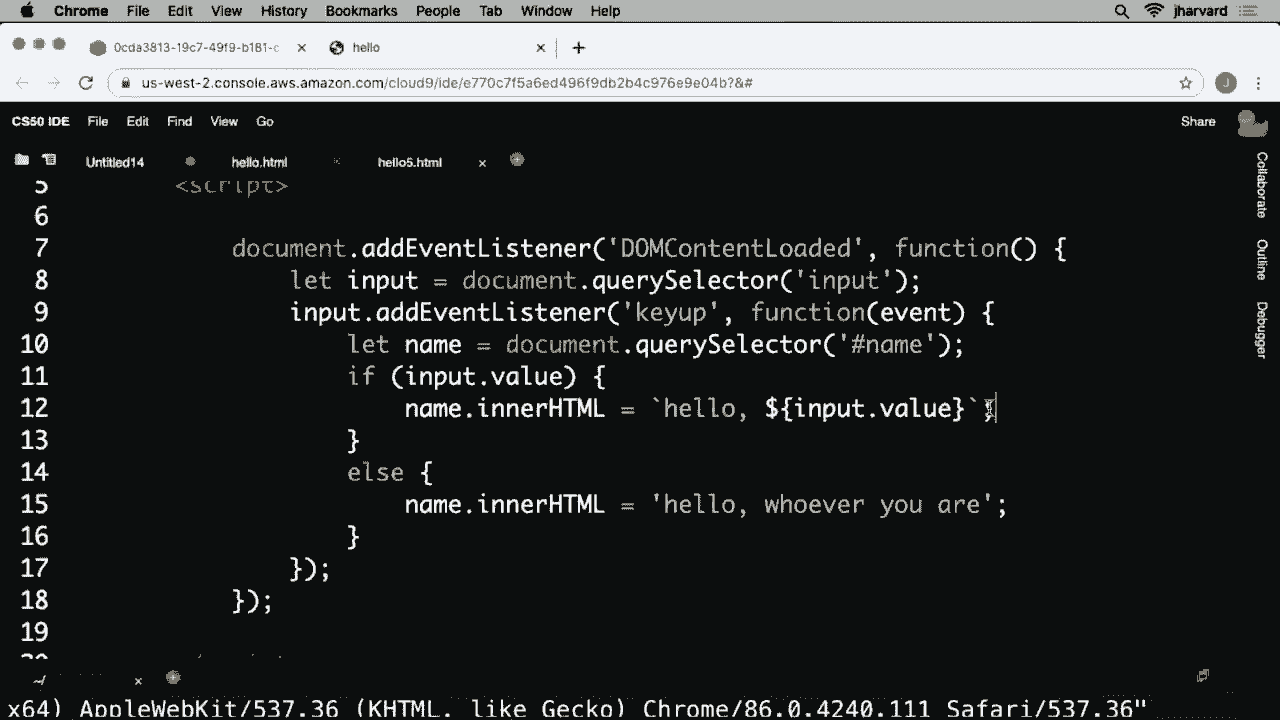 Chrome File Edit View History Bookmarks People Tab Window Help jharvard
0cda3813-19c7-49f9-b181-c hello
us-west-2.console.aws.amazon.com/cloud9/ide/e770c7f5a6ed496f9db2b4c976e9e04b?&# J
CS50 IDE File Edit Find View Go Share
Untitled14 hello.html hello5.html
Collaborate
Outline
Debugger
5 <script>
6
7 document.addEventListener('DOMContentLoaded', function() {
8 let input = document.querySelector('input');
9 input.addEventListener('keyup', function(event) {
10 let name = document.querySelector('#name');
11 if (input.value) {
12 name.innerHTML = `hello, ${input.value}`;
13 }
14 else {
15 name.innerHTML = 'hello, whoever you are';
16 }
17 });
18 });
19
x64) AppleWebKit/537.36 (KHTML, like Gecko) Chrome/86.0.4240.111 Safari/537.36"